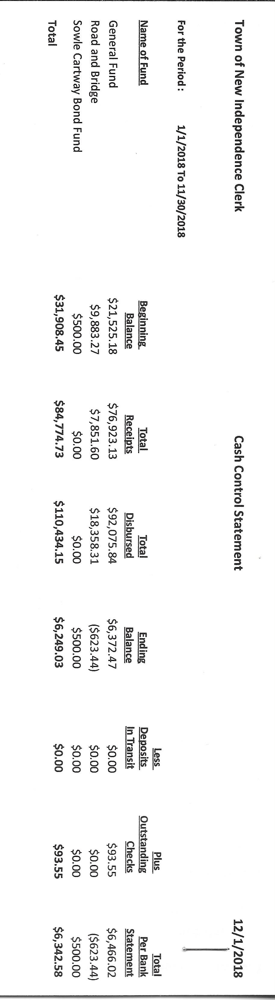 Town of New Independence Clerk Cash Control Statement 12/1/2018
For the Period : 1/1/2018 To 11/30/2018
Less Plus Total
Name of Fund Beginning Total Total Ending Deposits Outstanding Per Bank
Balance Receipts Disbursed Balance In Transit Checks Statement
General Fund $21,525.18 $76,923.13 $92,075.84 $6,372.47 $0.00 $93.55 $6,466.02
Road and Bridge $9,883.27 $7,851.60 $18,358.31 ($623.44) $0.00 $0.00 ($623.44)
Sowle Cartway Bond Fund $500.00 $0.00 $0.00 $500.00 $0.00 $0.00 $500.00
Total $31,908.45 $84,774.73 $110,434.15 $6,249.03 $0.00 $93.55 $6,342.58